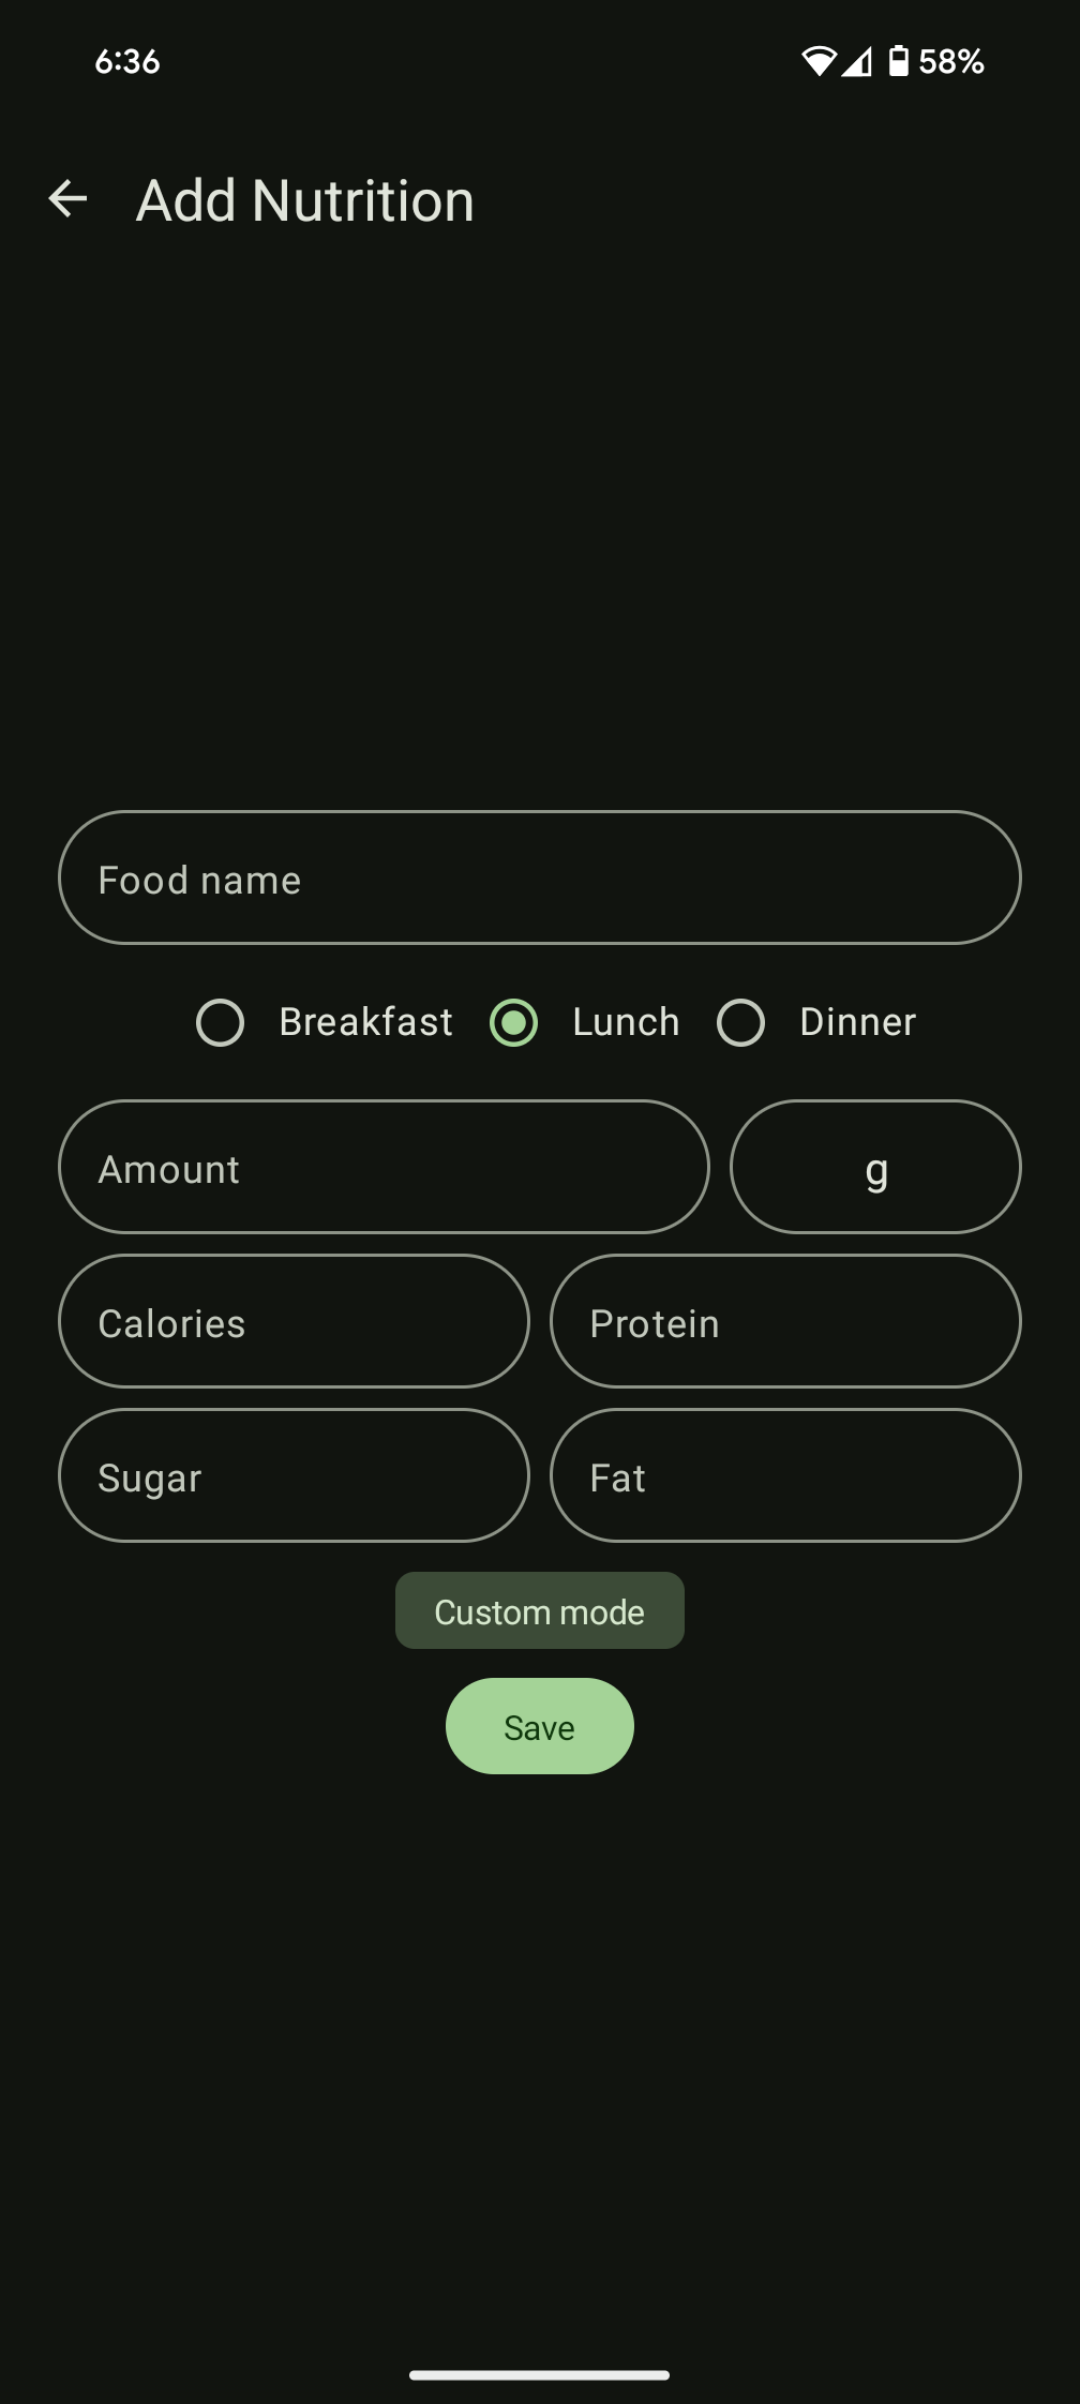 6:36 58%
Add Nutrition
Food name
Breakfast Lunch Dinner
Amount g
Calories Protein
Sugar Fat
Custom mode
Save